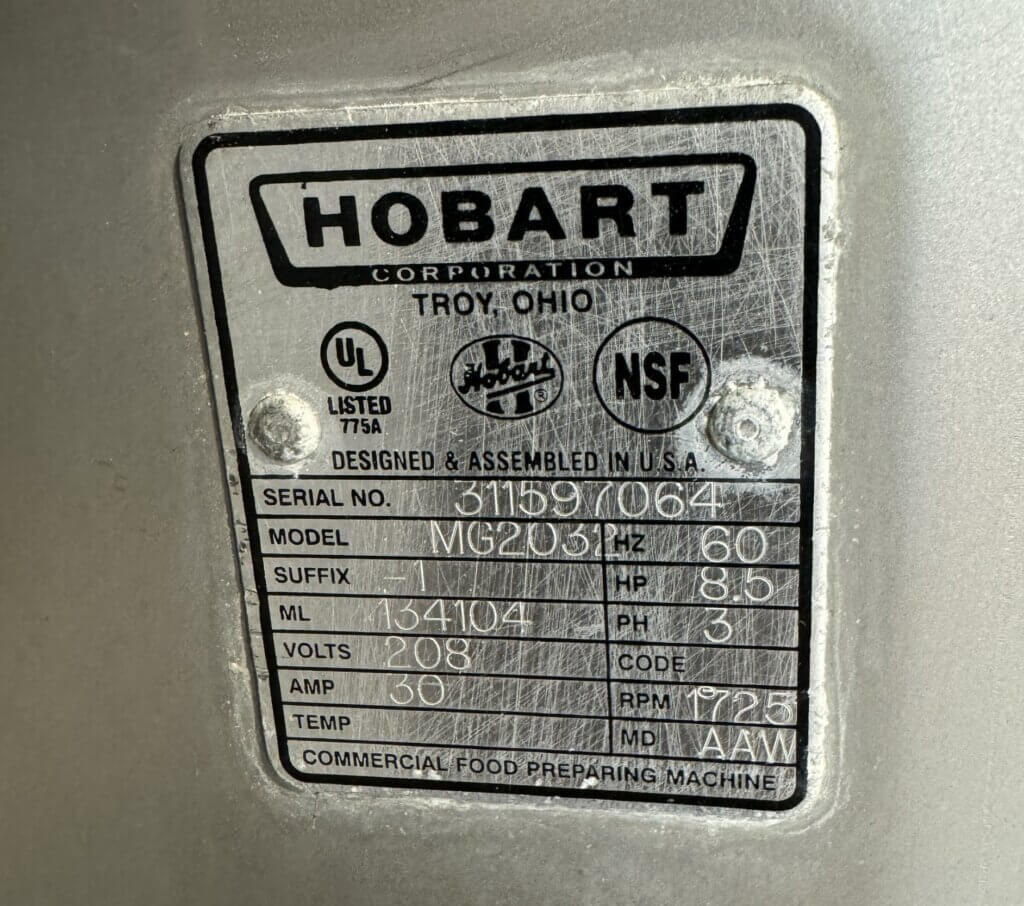 HOBART
CORPORATION
TROY, OHIO
UL
LISTED
775A
Hobart ®
NSF
DESIGNED & ASSEMBLED IN U.S.A.
SERIAL NO. 311597064
MODEL MG2032 HZ 60
SUFFIX -1 HP 8.5
ML 134104 PH 3
VOLTS 208 CODE
AMP 30 RPM 1725
TEMP MD AAW
COMMERCIAL FOOD PREPARING MACHINE